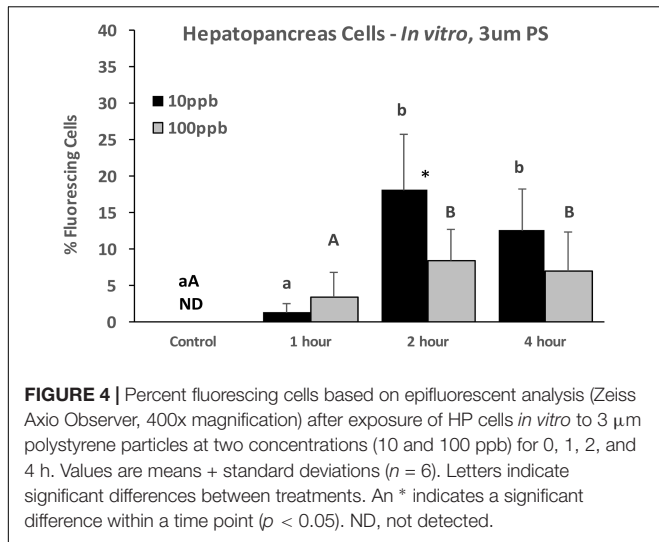 Hepatopancreas Cells - In vitro, 3um PS
40
35
30
25
20
15
10
5
0
% Fluorescing Cells
10ppb
100ppb
aA
ND
a
A
b
*
B
b
B
Control 1 hour 2 hour 4 hour
FIGURE 4 | Percent fluorescing cells based on epifluorescent analysis (Zeiss
Axio Observer, 400x magnification) after exposure of HP cells in vitro to 3 μm
polystyrene particles at two concentrations (10 and 100 ppb) for 0, 1, 2, and
4 h. Values are means + standard deviations (n = 6). Letters indicate
significant differences between treatments. An * indicates a significant
difference within a time point (p < 0.05). ND, not detected.